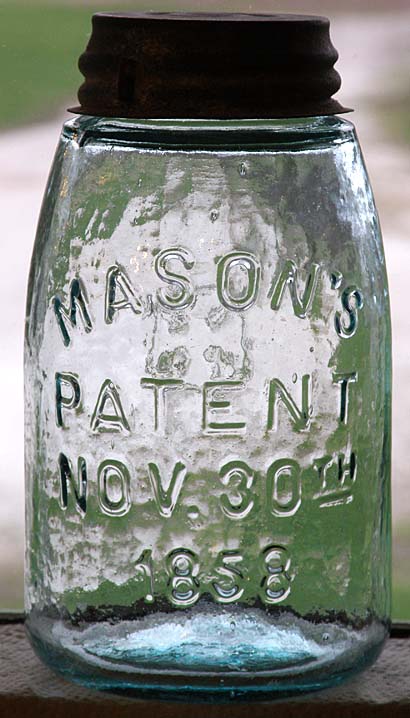 MASON'S
PATENT
NOV. 30TH
1858